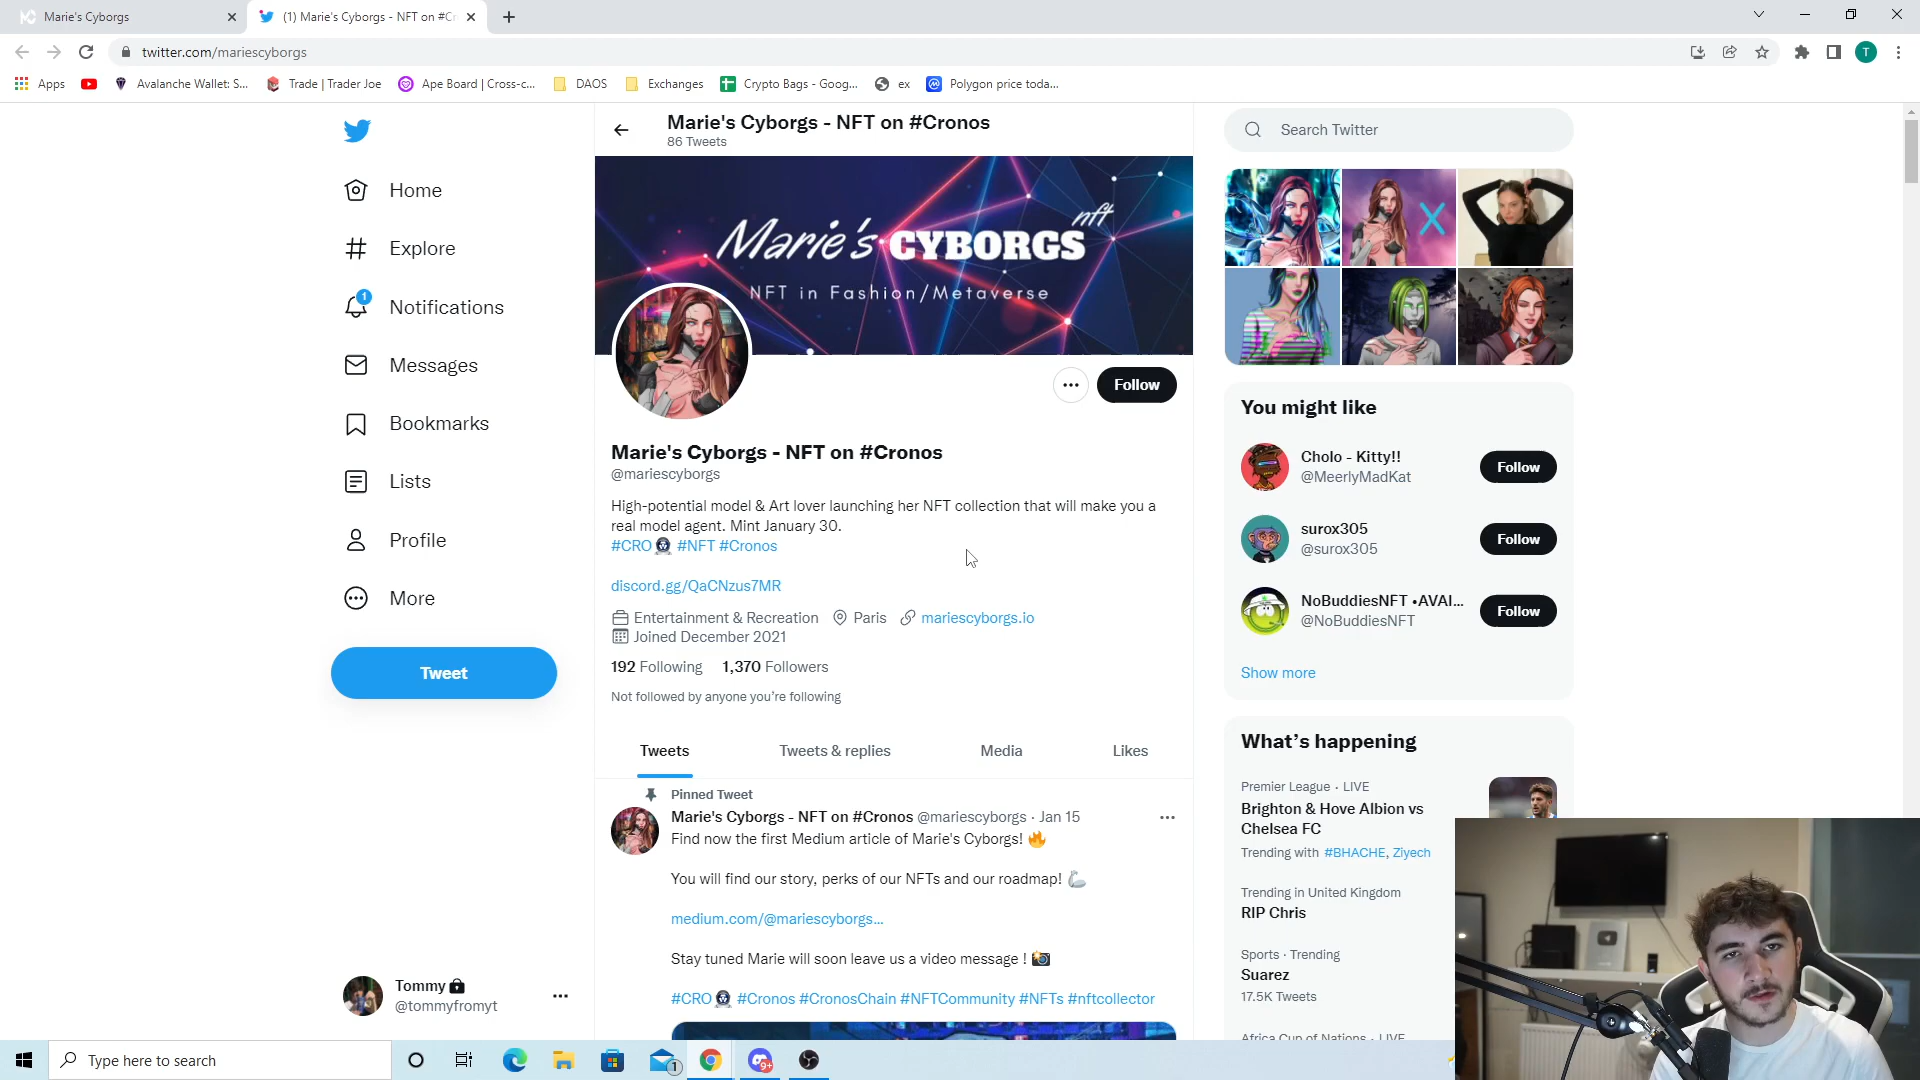 Marie's Cyborgs
(1) Marie's Cyborgs - NFT on #Cr
twitter.com/mariescyborgs
T
Apps
Avalanche Wallet: S...
Trade | Trader Joe
Ape Board | Cross-c...
DAOS
Exchanges
Crypto Bags - Goog...
ex
Polygon price toda...
Marie's Cyborgs - NFT on #Cronos
86 Tweets
Search Twitter
1
Home
Explore
Notifications
Messages
Bookmarks
Lists
Profile
More
Tweet
Tommy
@tommyfromyt
Marie's CYBORGS nft
NFT in Fashion/Metaverse
Follow
Marie's Cyborgs - NFT on #Cronos
@mariescyborgs
High-potential model & Art lover launching her NFT collection that will make you a
real model agent. Mint January 30.
#CRO #NFT #Cronos
discord.gg/QaCNzus7MR
Entertainment & Recreation Paris mariescyborgs.io
Joined December 2021
192 Following 1,370 Followers
Not followed by anyone you're following
Tweets Tweets & replies Media Likes
Pinned Tweet
Marie's Cyborgs - NFT on #Cronos @mariescyborgs · Jan 15
Find now the first Medium article of Marie's Cyborgs!
You will find our story, perks of our NFTs and our roadmap!
medium.com/@mariescyborgs...
Stay tuned Marie will soon leave us a video message !
#CRO #Cronos #CronosChain #NFTCommunity #NFTs #nftcollector
You might like
Cholo - Kitty!!
@MeerlyMadKat
Follow
surox305
@surox305
Follow
NoBuddiesNFT •AVAI...
@NoBuddiesNFT
Follow
Show more
What's happening
Premier League · LIVE
Brighton & Hove Albion vs
Chelsea FC
Trending with #BHACHE, Ziyech
Trending in United Kingdom
RIP Chris
Sports · Trending
Suarez
17.5K Tweets
Africa Cup of Nations · LIVE
Type here to search
1
9+